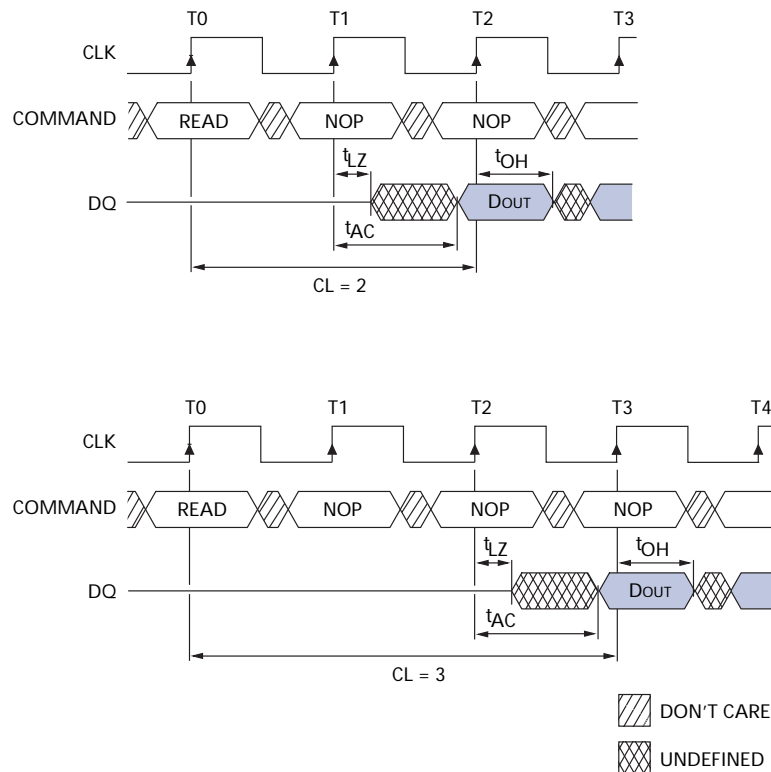 T0 T1 T2 T3
CLK
COMMAND READ NOP NOP
tLZ tOH
DQ DOUT
tAC
CL = 2
T0 T1 T2 T3 T4
CLK
COMMAND READ NOP NOP NOP
tLZ tOH
DQ DOUT
tAC
CL = 3
DON'T CARE
UNDEFINED